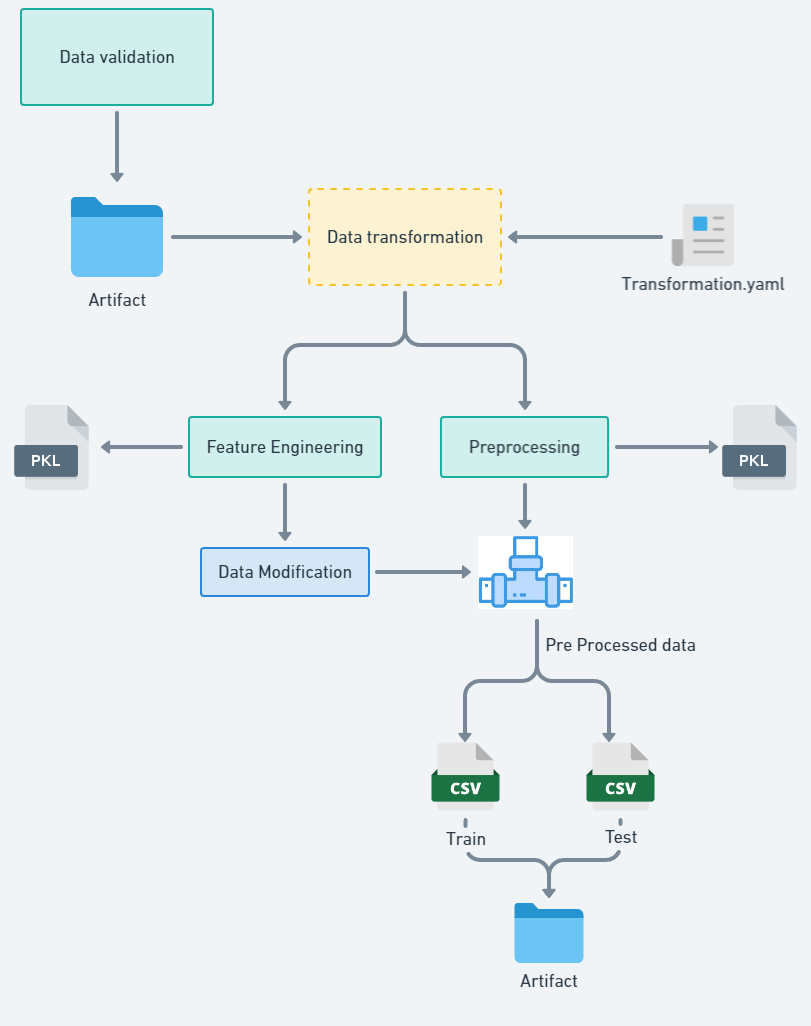 Data validation
Data transformation
Artifact
Transformation.yaml
PKL
Feature Engineering
Preprocessing
PKL
Data Modification
Pre Processed data
CSV
CSV
Train
Test
Artifact